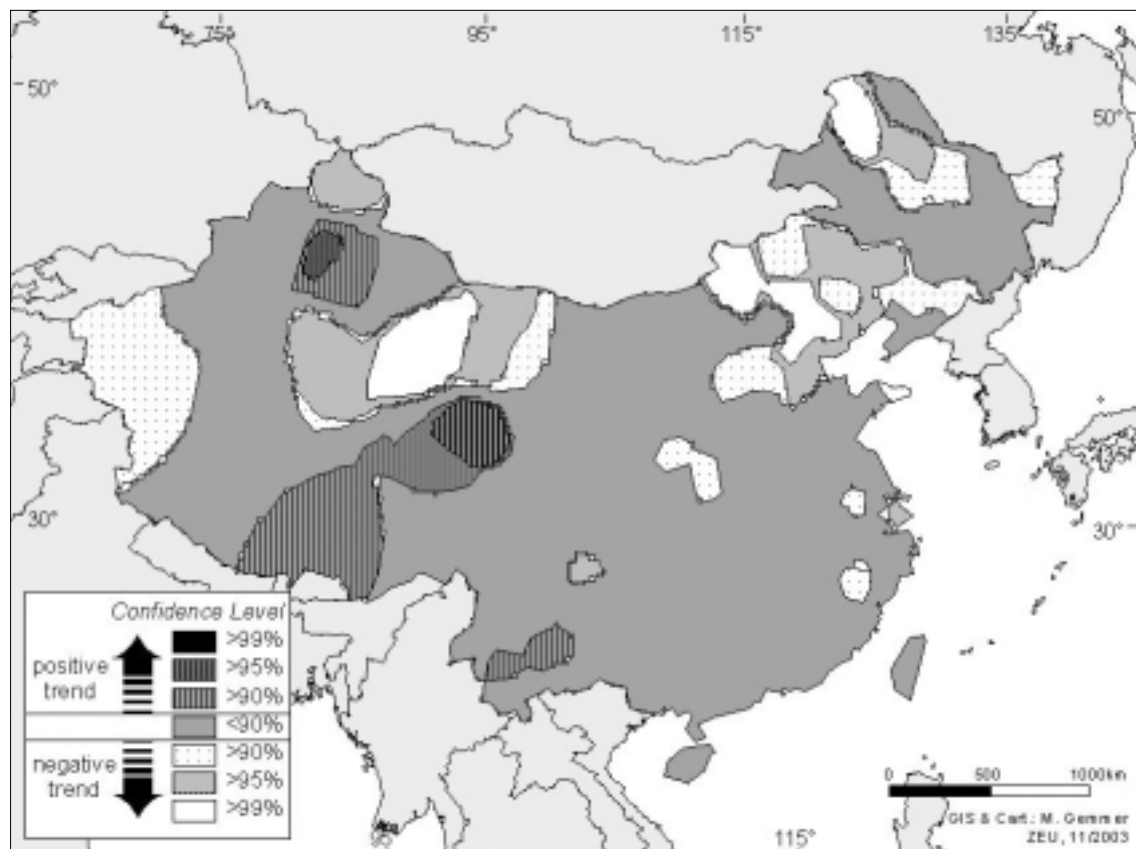 75° 95° 115° 135°
50° 50°
30° 30°
Confidence Level
>99%
positive >95%
trend >90%
<90%
>90%
negative >95%
trend >99%
0 500 1000km
GIS & Cart.: M. Gemmer
ZEU, 11/2003
95° 115°